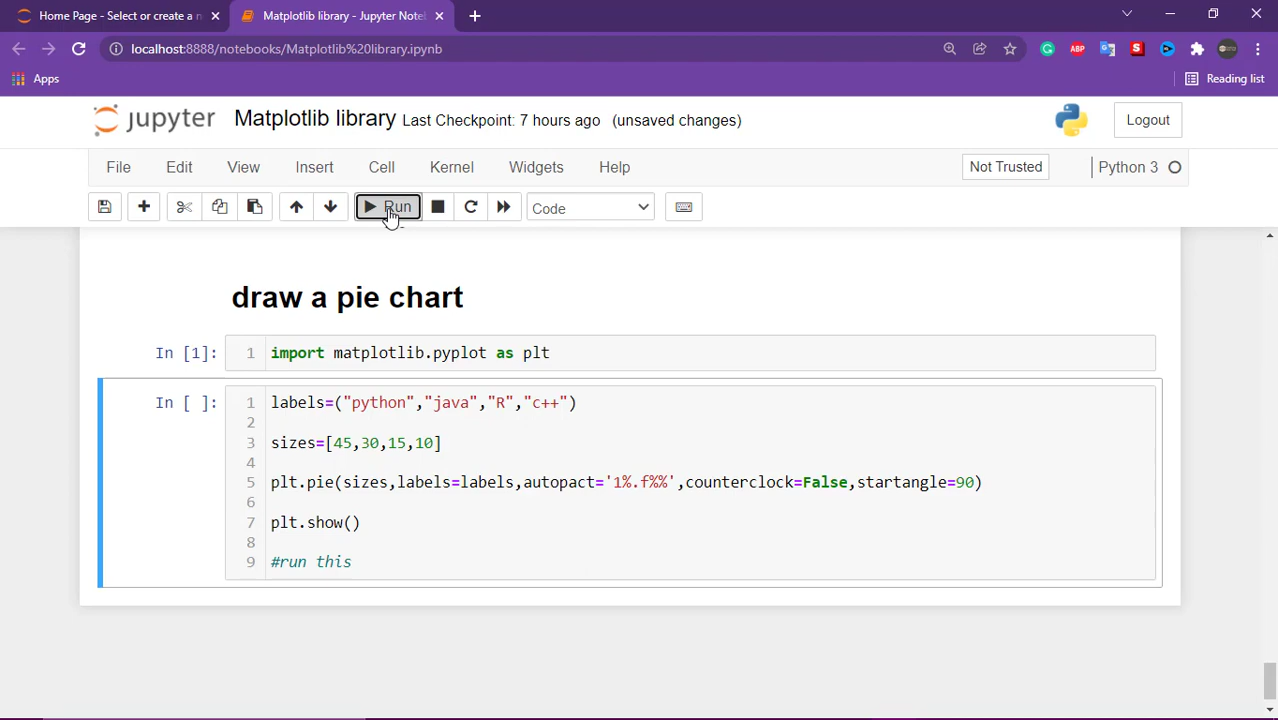 Home Page - Select or create a n
Matplotlib library - Jupyter Note
localhost:8888/notebooks/Matplotlib%20library.ipynb
ABP
S
Apps
Reading list
jupyter Matplotlib library Last Checkpoint: 7 hours ago (unsaved changes)
Logout
File Edit View Insert Cell Kernel Widgets Help Not Trusted Python 3
Run Code
draw a pie chart
In [1]: 1 import matplotlib.pyplot as plt
In [ ]: 1 labels=("python","java","R","c++")
2
3 sizes=[45,30,15,10]
4
5 plt.pie(sizes,labels=labels,autopact='1%.f%%',counterclock=False,startangle=90)
6
7 plt.show()
8
9 #run this